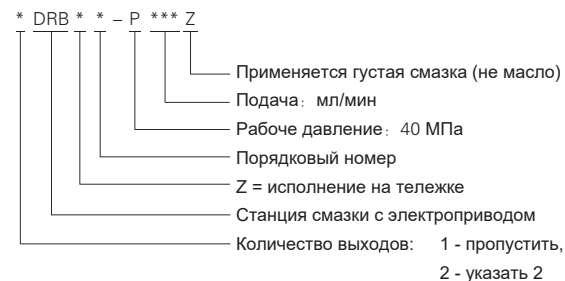 * DRB * * – P *** Z
Применяется густая смазка (не масло)
Подача: мл/мин
Рабоче давление: 40 МПа
Порядковый номер
Z = исполнение на тележке
Станция смазки с электроприводом
Количество выходов: 1 - пропустить,
2 - указать 2